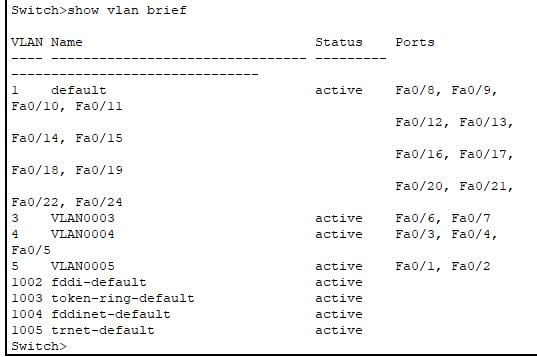 Switch>show vlan brief
VLAN Name Status Ports
---- -------------------------------- ---------
-------------------------------
1 default active Fa0/8, Fa0/9,
Fa0/10, Fa0/11
Fa0/12, Fa0/13,
Fa0/14, Fa0/15
Fa0/16, Fa0/17,
Fa0/18, Fa0/19
Fa0/20, Fa0/21,
Fa0/22, Fa0/24
3 VLAN0003 active Fa0/6, Fa0/7
4 VLAN0004 active Fa0/3, Fa0/4,
Fa0/5
5 VLAN0005 active Fa0/1, Fa0/2
1002 fddi-default active
1003 token-ring-default active
1004 fddinet-default active
1005 trnet-default active
Switch>